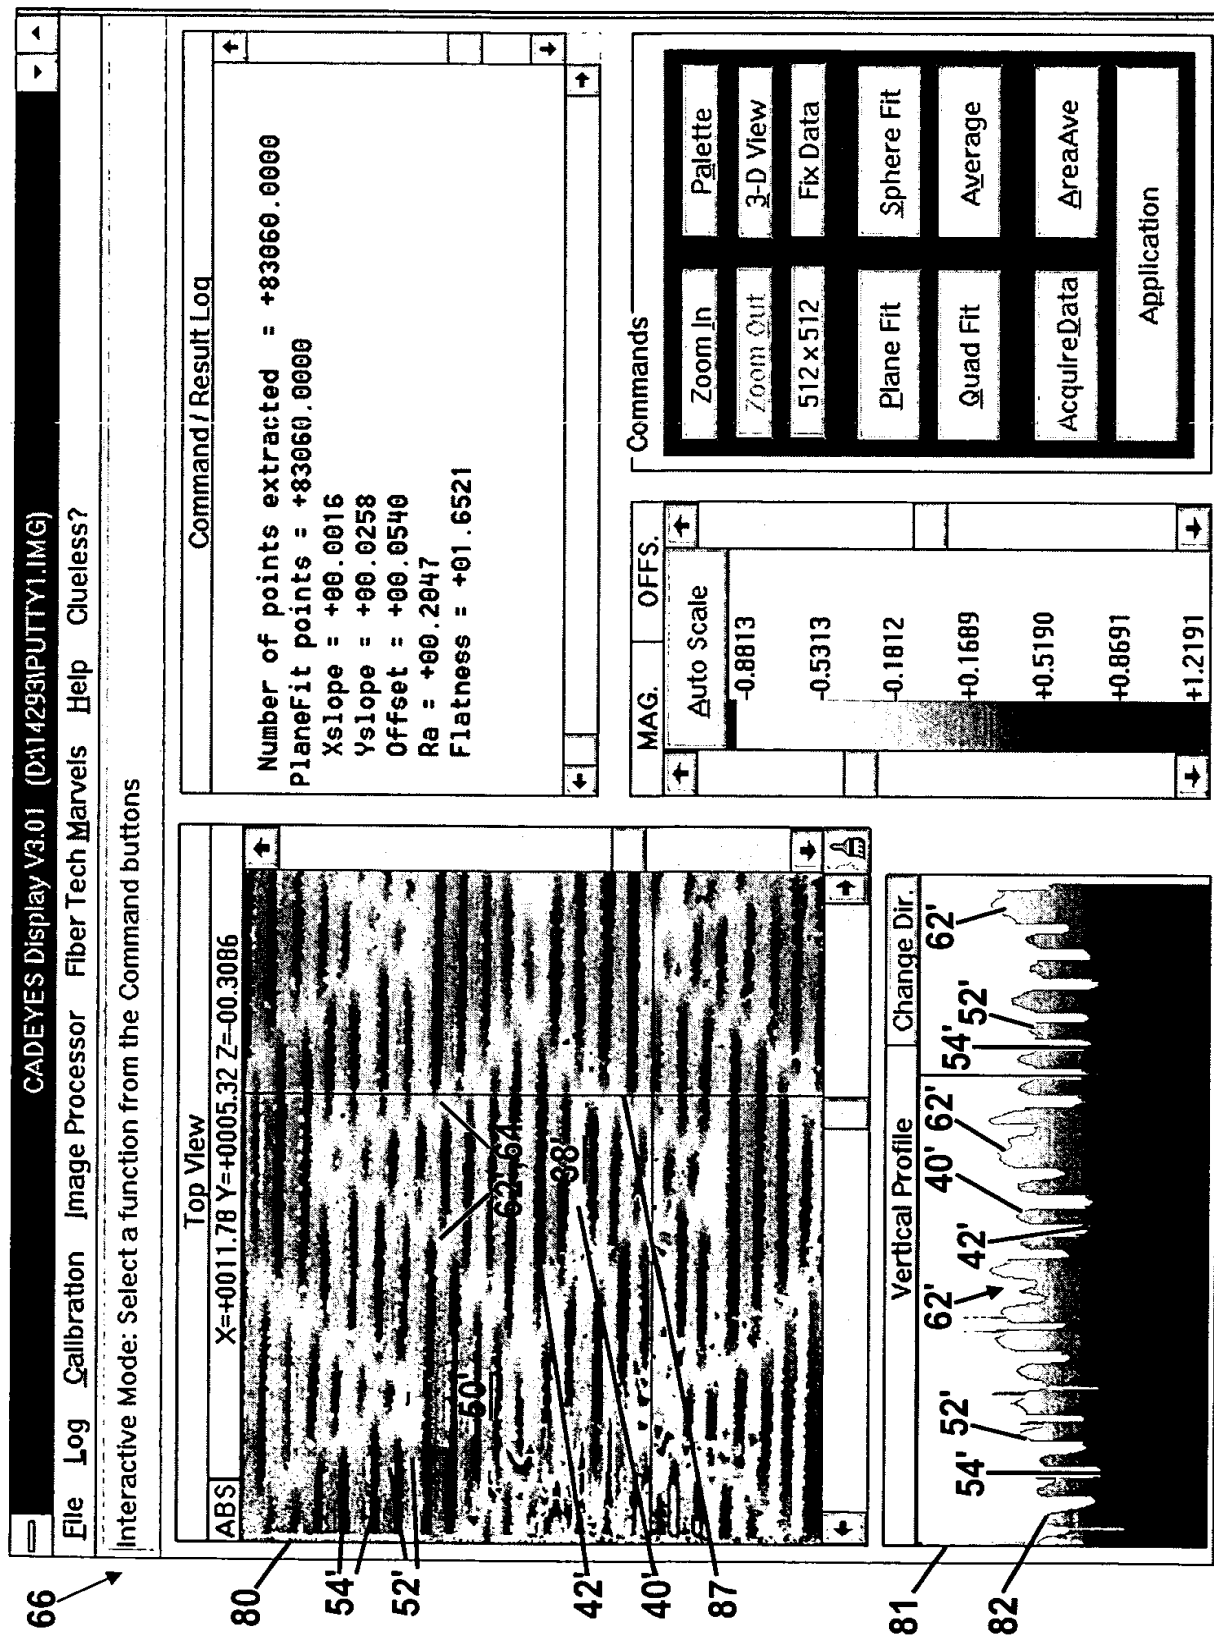 66
CADEYES Display V3.01 (D:\14293\PUTTY1.IMG)
File Log Calibration Image Processor Fiber Tech Marvels Help Clueless?
Interactive Mode: Select a function from the Command buttons
Top View
ABS X=+0011.78 Y=+0005.32 Z=-00.3086
80
54'
52'
50'
62'
64
38'
42'
40'
87
Command / Result Log
Number of points extracted = +83060.0000
PlaneFit points = +83060.0000
Xslope = +00.0016
Yslope = +00.0258
Offset = +00.0540
Ra = +00.2047
Flatness = +01.6521
81
82
Vertical Profile Change Dir.
54'
52'
62'
42'
40'
62'
54'
52'
62'
MAG. OFFS.
Auto Scale
-0.8813
-0.5313
-0.1812
+0.1689
+0.5190
+0.8691
+1.2191
Commands
Zoom In Palette
Zoom Out 3-D View
512 x 512 Fix Data
Plane Fit Sphere Fit
Quad Fit Average
AcquireData AreaAve
Application